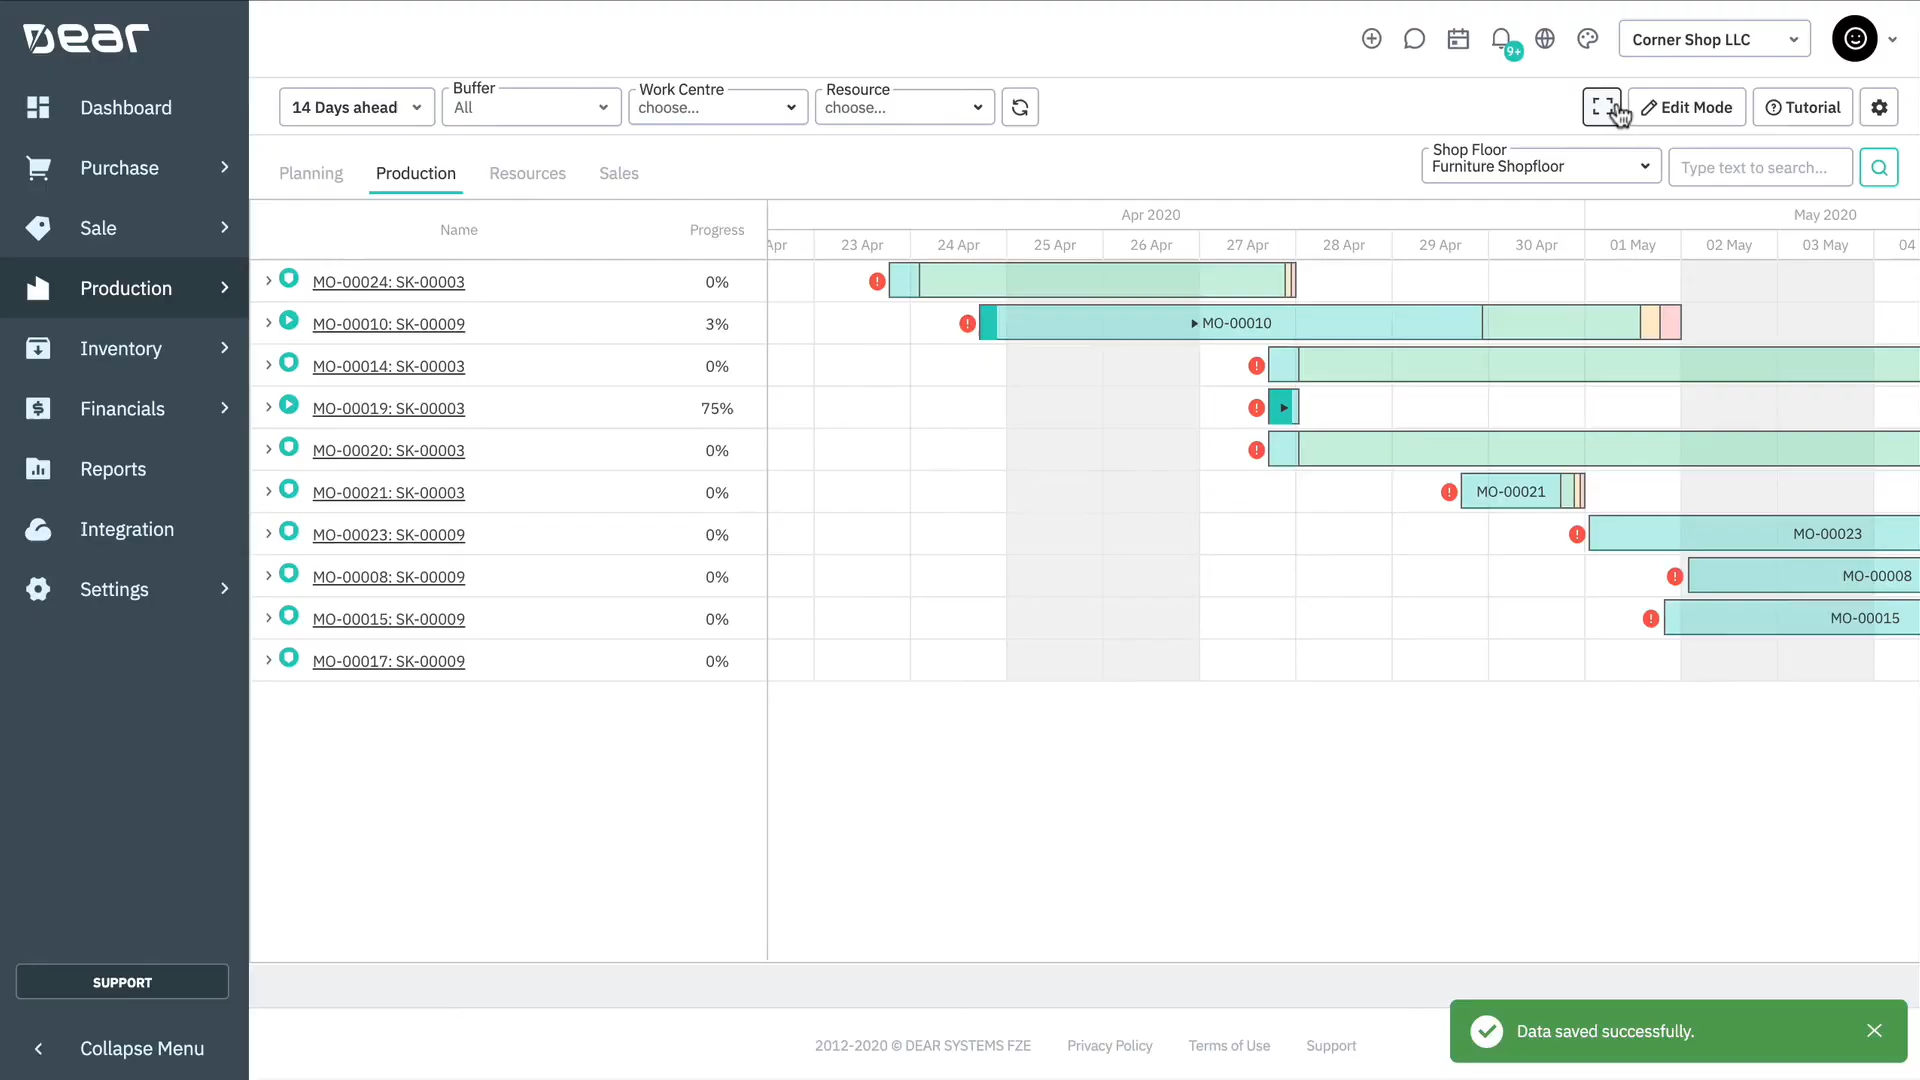 Dear
Dashboard
Purchase
Sale
Production
Inventory
Financials
Reports
Integration
Settings
SUPPORT
Collapse Menu
9+
Corner Shop LLC
14 Days ahead
Buffer
All
Work Centre
choose...
Resource
choose...
Edit Mode
Tutorial
Planning
Production
Resources
Sales
Shop Floor
Furniture Shopfloor
Type text to search...
Name
Progress
Apr 2020
May 2020
Apr
23 Apr
24 Apr
25 Apr
26 Apr
27 Apr
28 Apr
29 Apr
30 Apr
01 May
02 May
03 May
04
MO-00024: SK-00003
0%
MO-00010: SK-00009
3%
MO-00010
MO-00014: SK-00003
0%
MO-00019: SK-00003
75%
MO-00020: SK-00003
0%
MO-00021: SK-00003
0%
MO-00021
MO-00023: SK-00009
0%
MO-00023
MO-00008: SK-00009
0%
MO-00008
MO-00015: SK-00009
0%
MO-00015
MO-00017: SK-00009
0%
2012-2020 © DEAR SYSTEMS FZE
Privacy Policy
Terms of Use
Support
Data saved successfully.